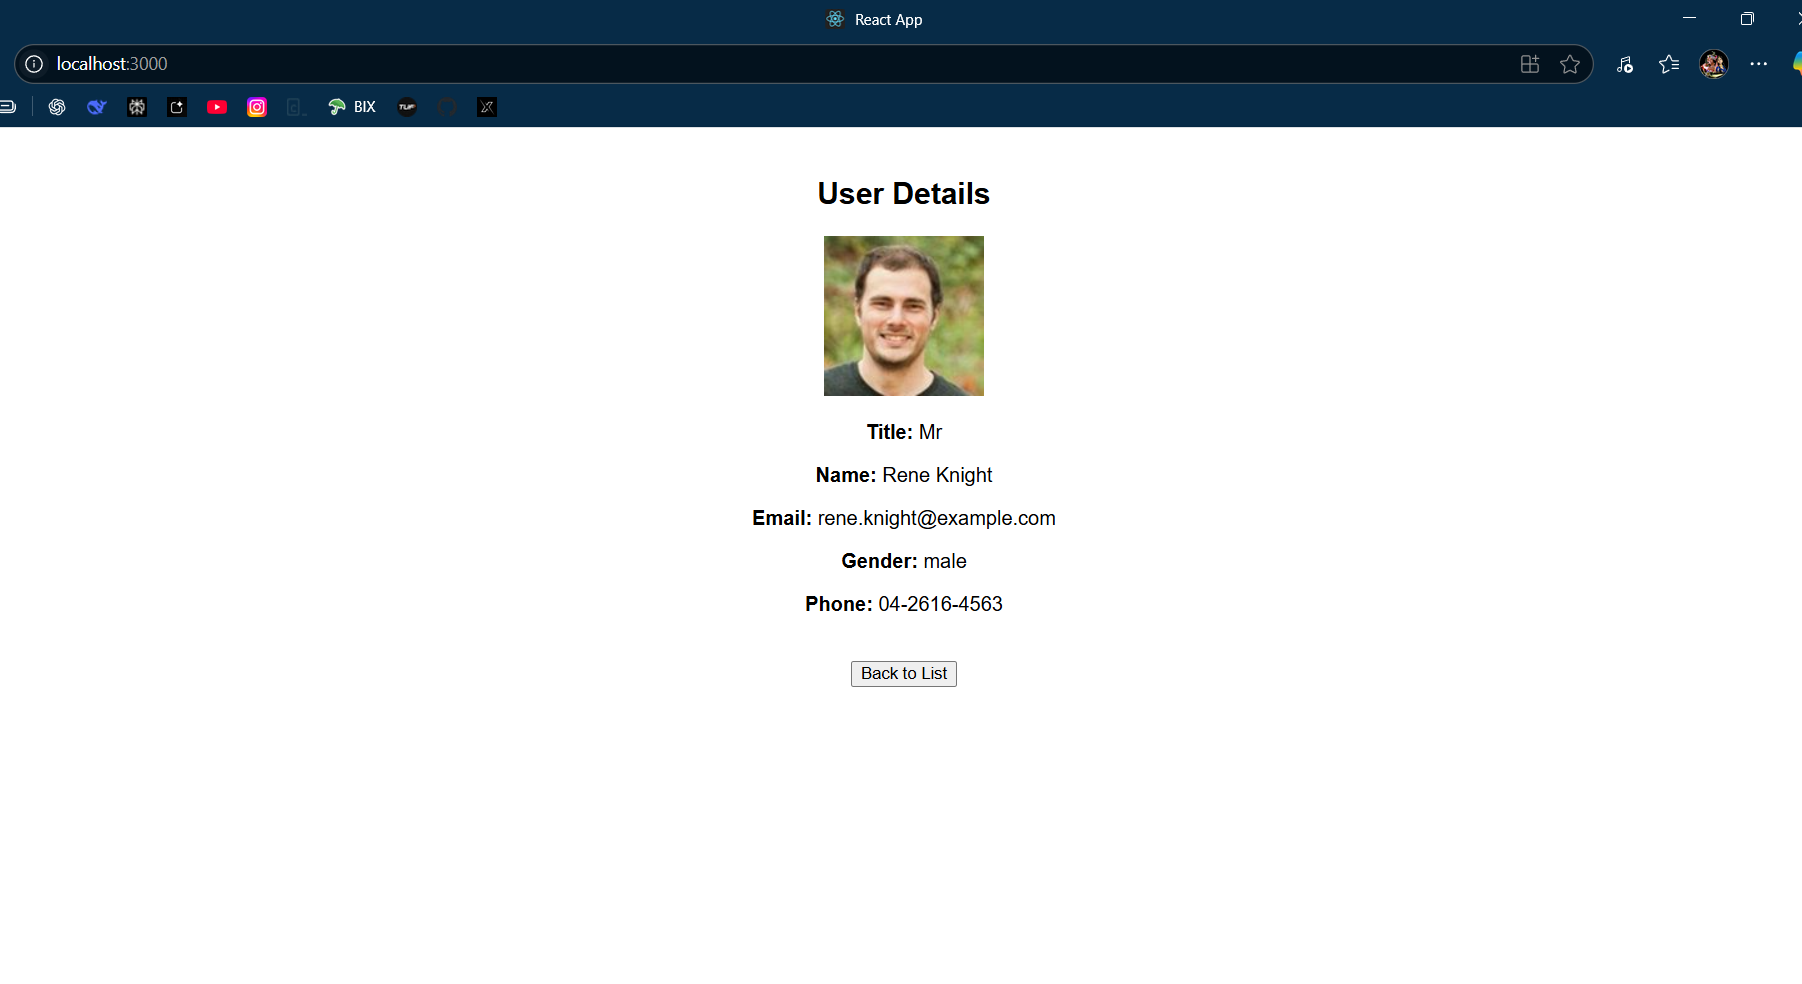 React App
localhost:3000
BIX
TUF
User Details
Title: Mr
Name: Rene Knight
Email: rene.knight@example.com
Gender: male
Phone: 04-2616-4563
Back to List